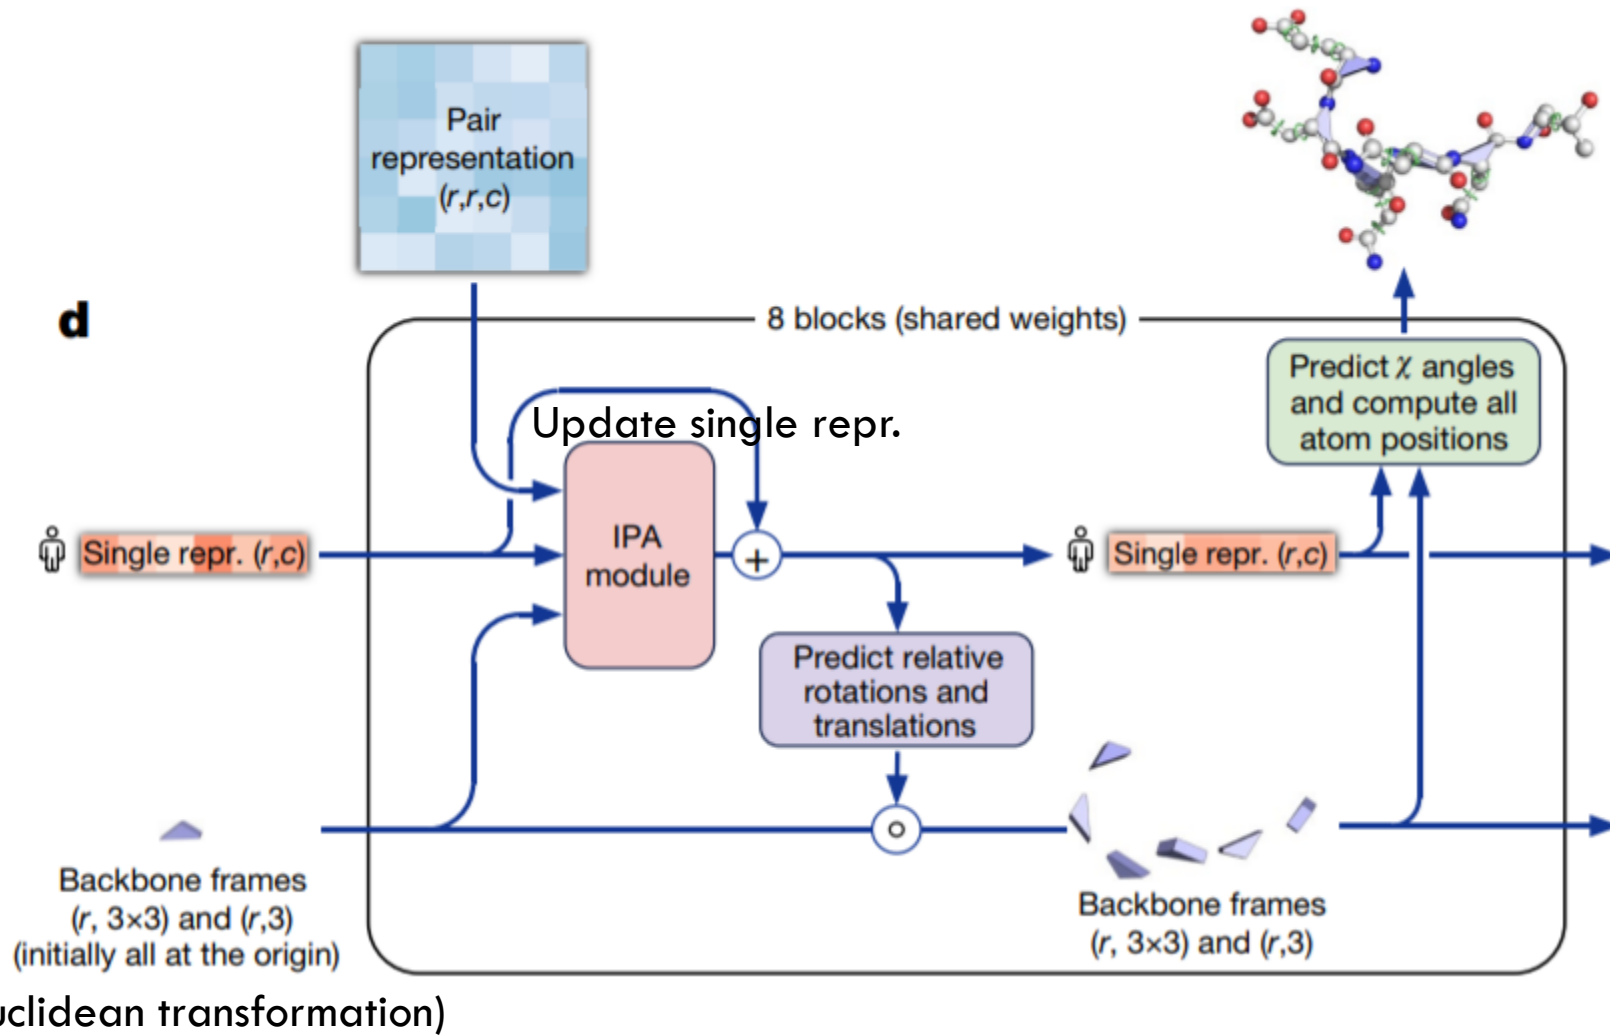 Pair
representation
(r,r,c)
d
8 blocks (shared weights)
Predict χ angles
and compute all
atom positions
Update single repr.
IPA
module
+
Single repr. (r,c)
Single repr. (r,c)
Predict relative
rotations and
translations
Backbone frames
(r, 3×3) and (r,3)
(initially all at the origin)
Backbone frames
(r, 3×3) and (r,3)
uclidean transformation)